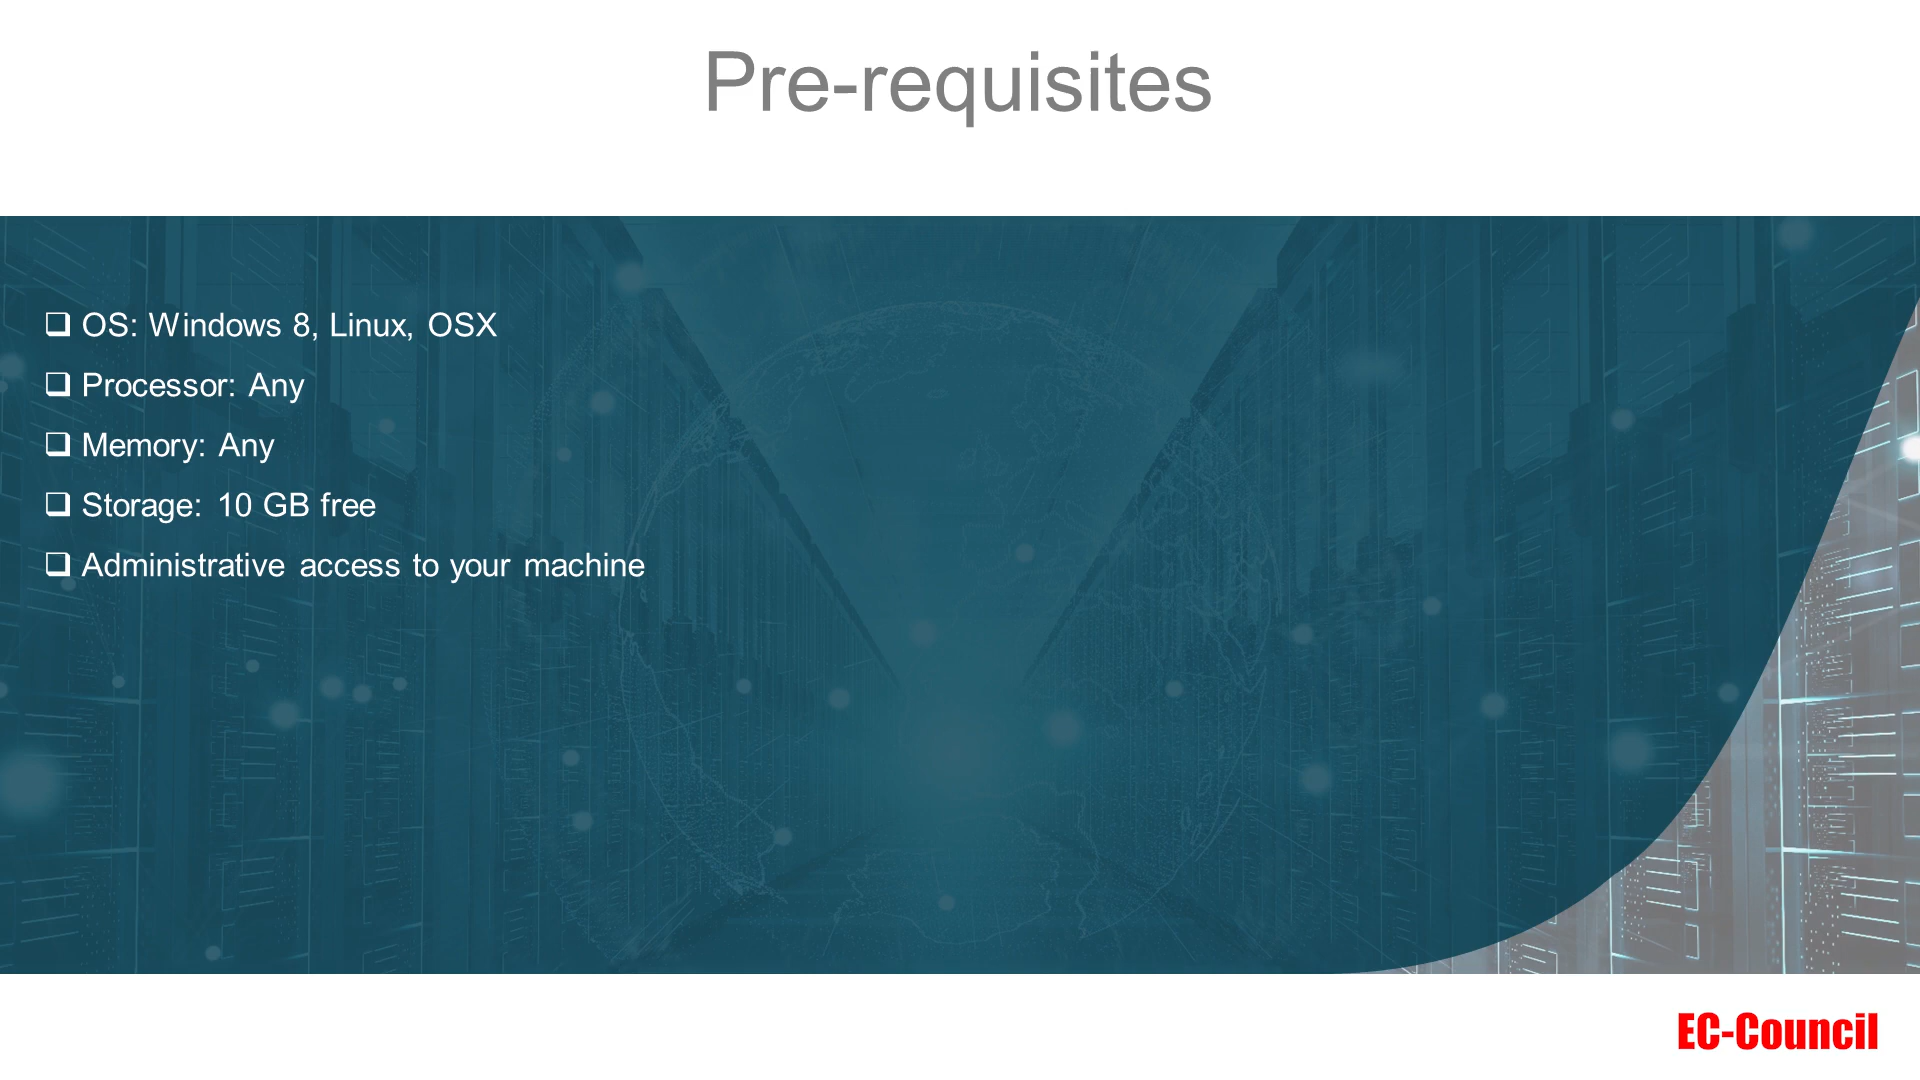 Pre-requisites
❑ OS: Windows 8, Linux, OSX
❑ Processor: Any
❑ Memory: Any
❑ Storage: 10 GB free
❑ Administrative access to your machine
EC-Council